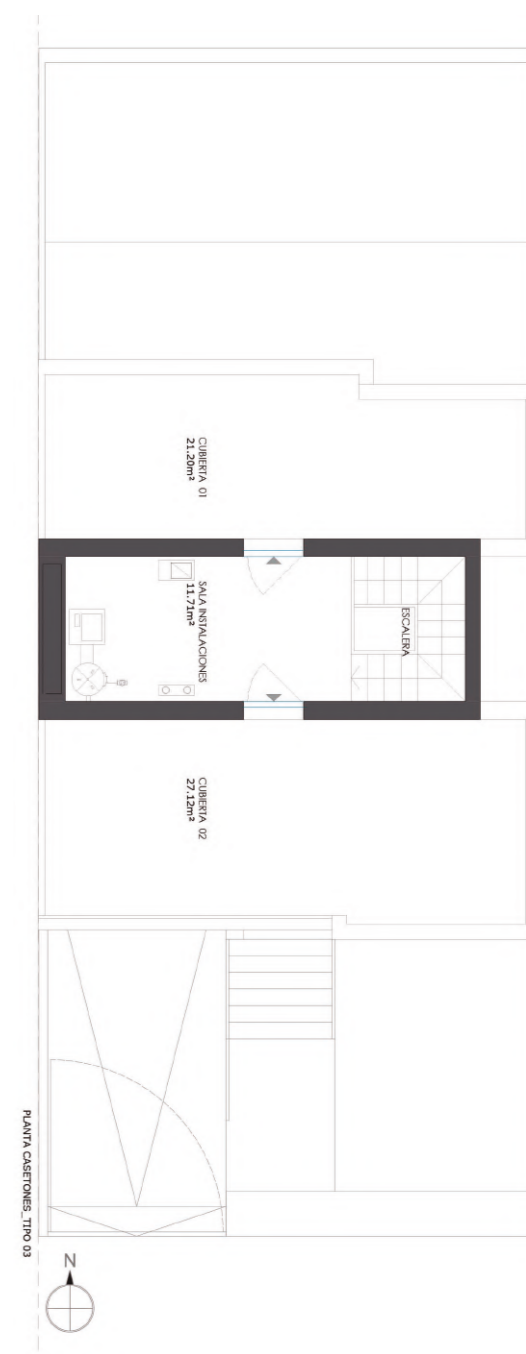 CUBIERTA 01
21.20m²
SALA INSTALACIONES
11.71m²
ESCALERA
CUBIERTA 02
27.12m²
PLANTA CASETONES_TIPO 03
N